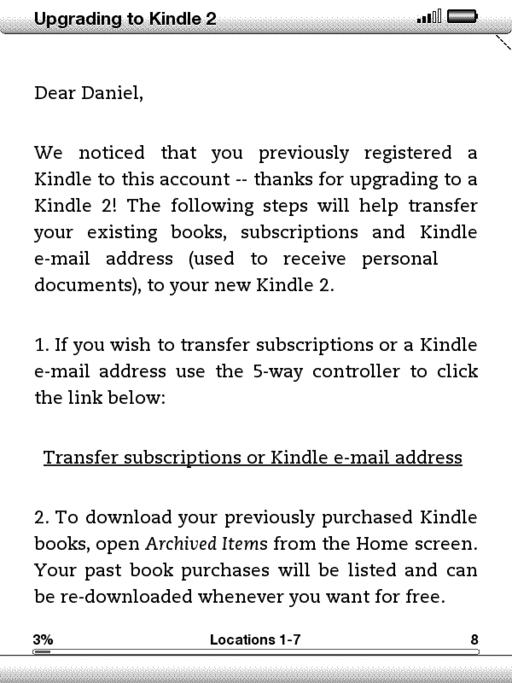 Upgrading to Kindle 2
Dear Daniel,
We noticed that you previously registered a
Kindle to this account -- thanks for upgrading to a
Kindle 2! The following steps will help transfer
your existing books, subscriptions and Kindle
e-mail address (used to receive personal
documents), to your new Kindle 2.
1. If you wish to transfer subscriptions or a Kindle
e-mail address use the 5-way controller to click
the link below:
Transfer subscriptions or Kindle e-mail address
2. To download your previously purchased Kindle
books, open Archived Items from the Home screen.
Your past book purchases will be listed and can
be re-downloaded whenever you want for free.
3% Locations 1-7 8